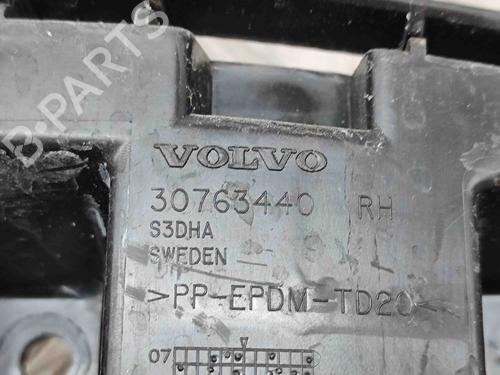 B-PARTS
VOLVO
30763440 RH
S3DHA
SWEDEN
>PP-EPDM-TD20<
07